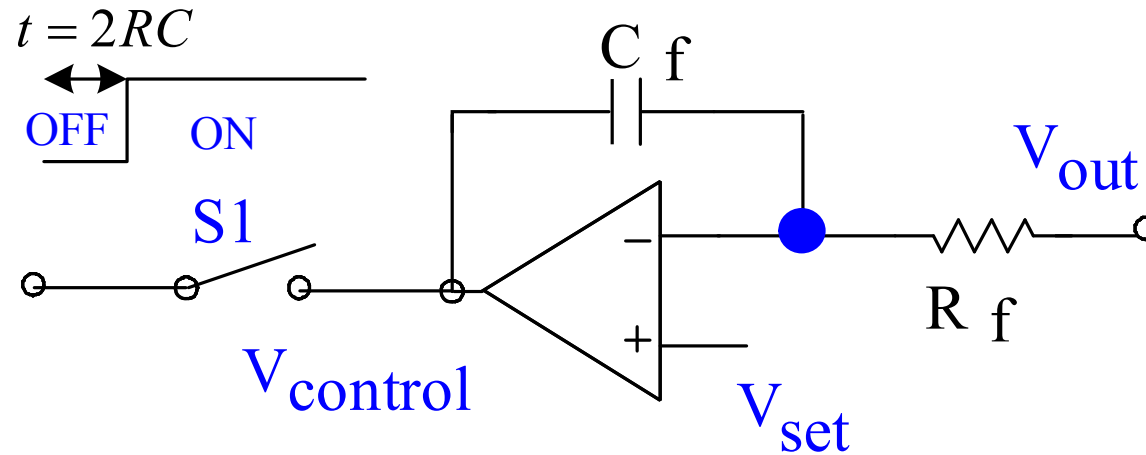 t = 2RC
C f
OFF ON
V out
S1
−
R f
+
V control
V set